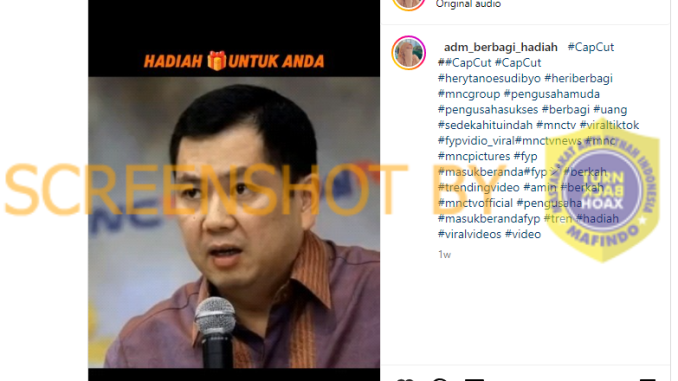 Original audio
HADIAH 🎁 UNTUK ANDA
adm_berbagi_hadiah #CapCut
##CapCut #CapCut
#herytanoesudibyo #heriberbagi
#mncgroup #pengusahamuda
#pengusahasukses #berbagi #uang
#sedekahituindah #mnctv #viraltiktok
#fypvidio_viral#mnctvnews #mnc
#mncpictures #fyp
#masukberanda#fyp #berkah
#trendingvideo #amin #berkah
#mnctvofficial #pengusaha
#masukberandafyp #tren #hadiah
#viralvideos #video
1w
SCREENSHOT BY
MASYARAKAT ANTI FITNAH INDONESIA
TURN
BACK
HOAX
MAFINDO